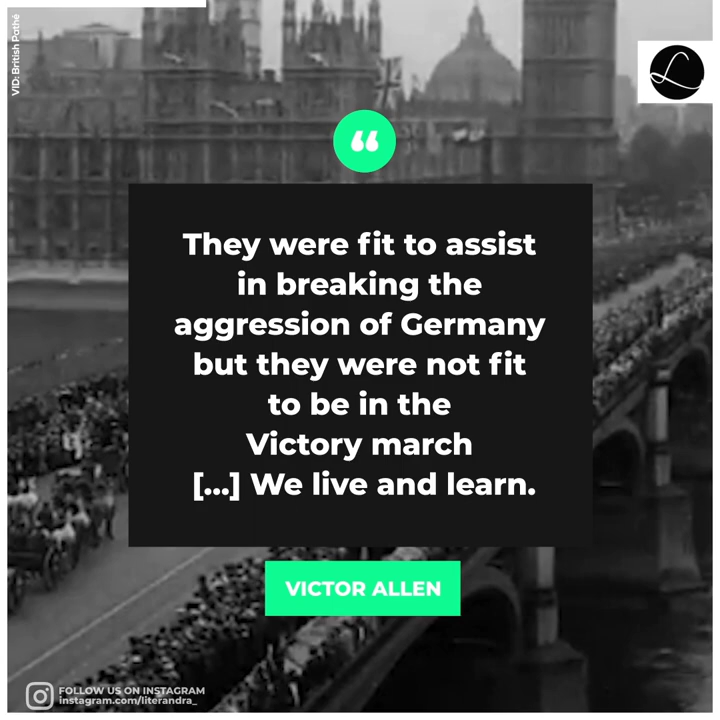 VID: British Pathé
L
“
They were fit to assist
in breaking the
aggression of Germany
but they were not fit
to be in the
Victory march
[...] We live and learn.
VICTOR ALLEN
FOLLOW US ON INSTAGRAM
instagram.com/literandra_